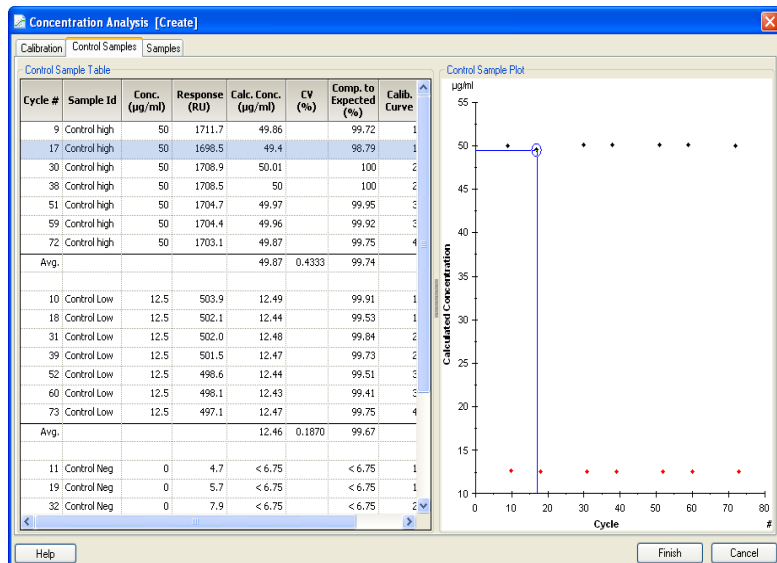 Concentration Analysis [Create]
Calibration Control Samples Samples
Control Sample Table
Cycle # Sample Id Conc. (µg/ml) Response (RU) Calc. Conc. (µg/ml) CV (%) Comp. to Expected (%) Calib. Curve
9 Control high 50 1711.7 49.86 99.72 1
17 Control high 50 1698.5 49.4 98.79 1
30 Control high 50 1708.9 50.01 100 2
38 Control high 50 1708.5 50 100 2
51 Control high 50 1704.7 49.97 99.95 3
59 Control high 50 1704.4 49.96 99.92 3
72 Control high 50 1703.1 49.87 99.75 4
Avg. 49.87 0.4333 99.74
10 Control Low 12.5 503.9 12.49 99.91 1
18 Control Low 12.5 502.1 12.44 99.53 1
31 Control Low 12.5 502.0 12.48 99.84 2
39 Control Low 12.5 501.5 12.47 99.73 2
52 Control Low 12.5 498.6 12.44 99.51 3
60 Control Low 12.5 498.1 12.43 99.41 3
73 Control Low 12.5 497.1 12.47 99.75 4
Avg. 12.46 0.1870 99.67
11 Control Neg 0 4.7 < 6.75 < 6.75 1
19 Control Neg 0 5.7 < 6.75 < 6.75 1
32 Control Neg 0 7.9 < 6.75 < 6.75 2
Control Sample Plot
µg/ml
55
50
45
40
35
30
25
20
15
10
Calculated Concentration
0 10 20 30 40 50 60 70 80
Cycle #
Help Finish Cancel